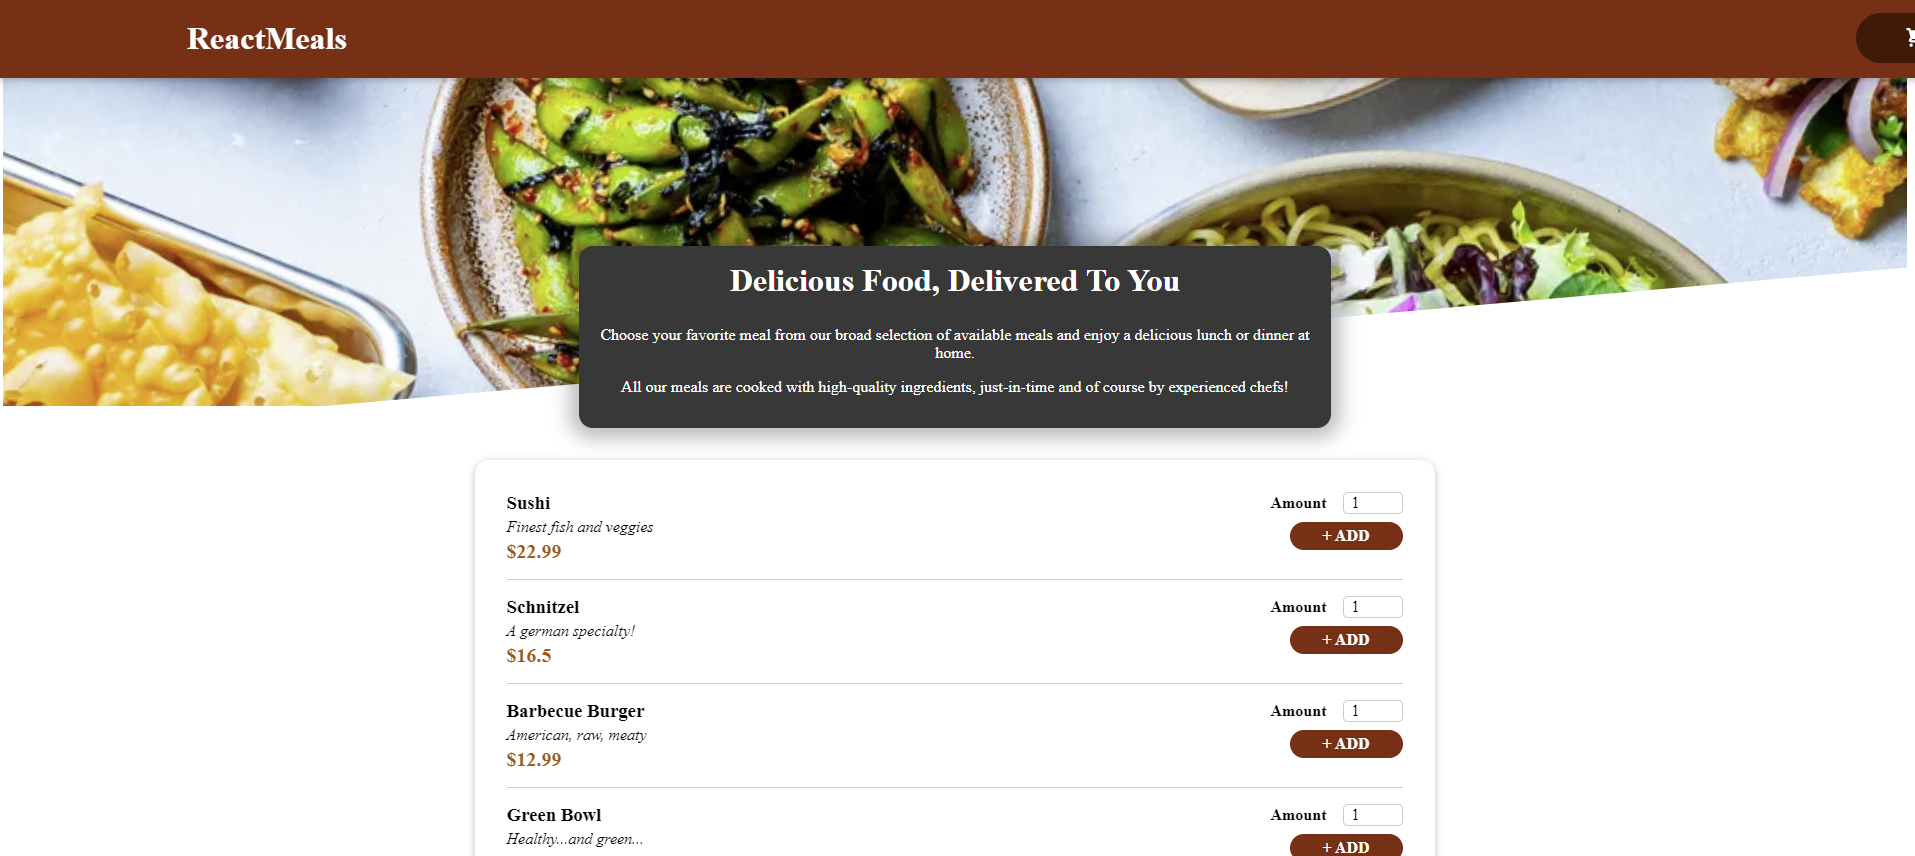 ReactMeals
Delicious Food, Delivered To You
Choose your favorite meal from our broad selection of available meals and enjoy a delicious lunch or dinner at
home.
All our meals are cooked with high-quality ingredients, just-in-time and of course by experienced chefs!
Sushi
Finest fish and veggies
$22.99
Amount 1
+ ADD
Schnitzel
A german specialty!
$16.5
Amount 1
+ ADD
Barbecue Burger
American, raw, meaty
$12.99
Amount 1
+ ADD
Green Bowl
Healthy...and green...
Amount 1
+ ADD